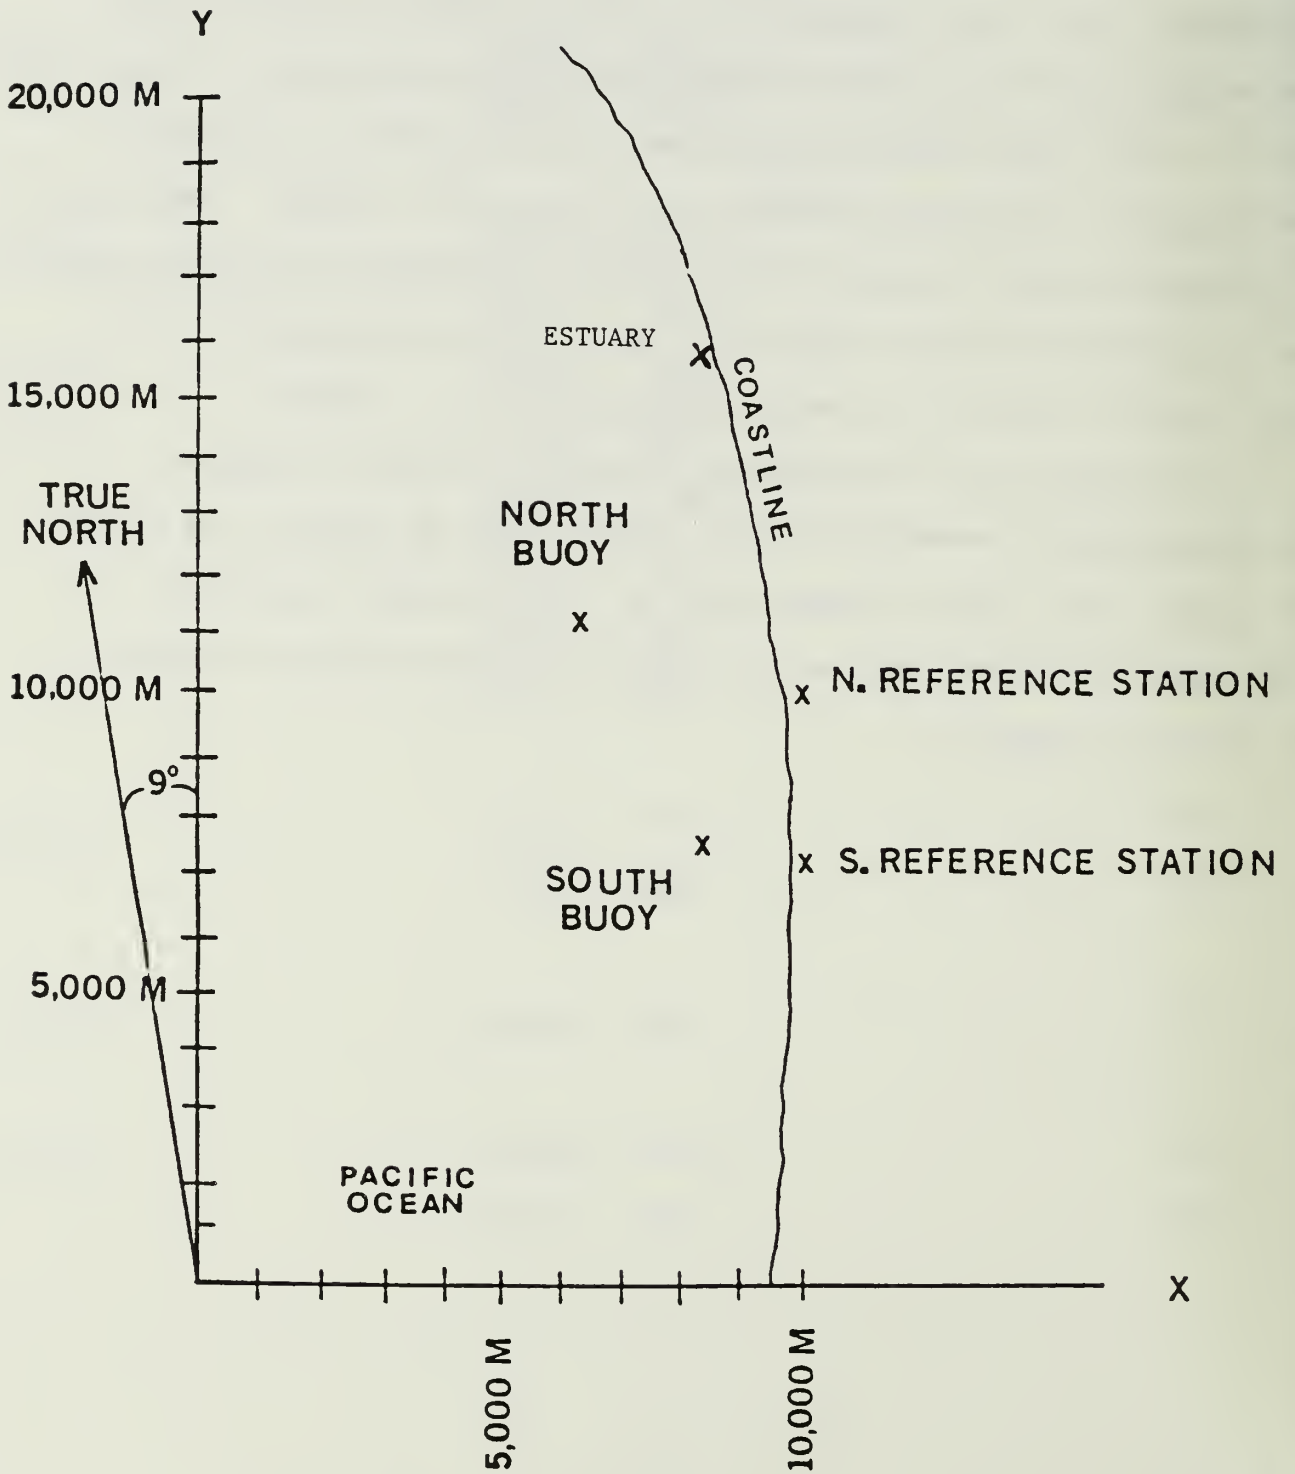 Y
20,000 M
ESTUARY
15,000 M
COASTLINE
TRUE
NORTH
NORTH
BUOY
X
10,000 M
X N. REFERENCE STATION
9°
X
X S. REFERENCE STATION
SOUTH
BUOY
5,000 M
PACIFIC
OCEAN
X
5,000 M
10,000 M